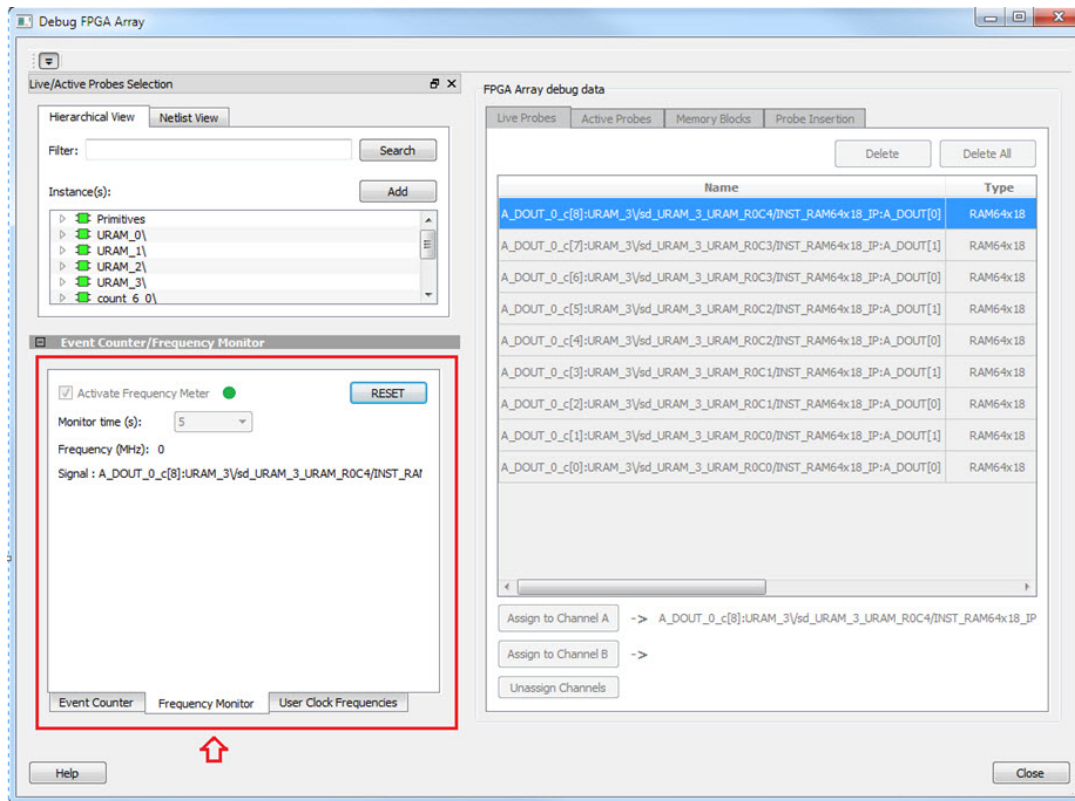 Debug FPGA Array
Live/Active Probes Selection
Hierarchical View Netlist View
Filter: Search
Instance(s): Add
Primitives
URAM_0\
URAM_1\
URAM_2\
URAM_3\
count_6_0\
Event Counter/Frequency Monitor
Activate Frequency Meter RESET
Monitor time (s): 5
Frequency (MHz): 0
Signal : A_DOUT_0_c[8]:URAM_3\/sd_URAM_3_URAM_R0C4/INST_RAM
Event Counter Frequency Monitor User Clock Frequencies
Help
FPGA Array debug data
Live Probes Active Probes Memory Blocks Probe Insertion
Delete Delete All
Name Type
A_DOUT_0_c[8]:URAM_3\/sd_URAM_3_URAM_R0C4/INST_RAM64x18_IP:A_DOUT[0] RAM64x18
A_DOUT_0_c[7]:URAM_3\/sd_URAM_3_URAM_R0C3/INST_RAM64x18_IP:A_DOUT[1] RAM64x18
A_DOUT_0_c[6]:URAM_3\/sd_URAM_3_URAM_R0C3/INST_RAM64x18_IP:A_DOUT[0] RAM64x18
A_DOUT_0_c[5]:URAM_3\/sd_URAM_3_URAM_R0C2/INST_RAM64x18_IP:A_DOUT[1] RAM64x18
A_DOUT_0_c[4]:URAM_3\/sd_URAM_3_URAM_R0C2/INST_RAM64x18_IP:A_DOUT[0] RAM64x18
A_DOUT_0_c[3]:URAM_3\/sd_URAM_3_URAM_R0C1/INST_RAM64x18_IP:A_DOUT[1] RAM64x18
A_DOUT_0_c[2]:URAM_3\/sd_URAM_3_URAM_R0C1/INST_RAM64x18_IP:A_DOUT[0] RAM64x18
A_DOUT_0_c[1]:URAM_3\/sd_URAM_3_URAM_R0C0/INST_RAM64x18_IP:A_DOUT[1] RAM64x18
A_DOUT_0_c[0]:URAM_3\/sd_URAM_3_URAM_R0C0/INST_RAM64x18_IP:A_DOUT[0] RAM64x18
Assign to Channel A -> A_DOUT_0_c[8]:URAM_3\/sd_URAM_3_URAM_R0C4/INST_RAM64x18_IP
Assign to Channel B ->
Unassign Channels
Close